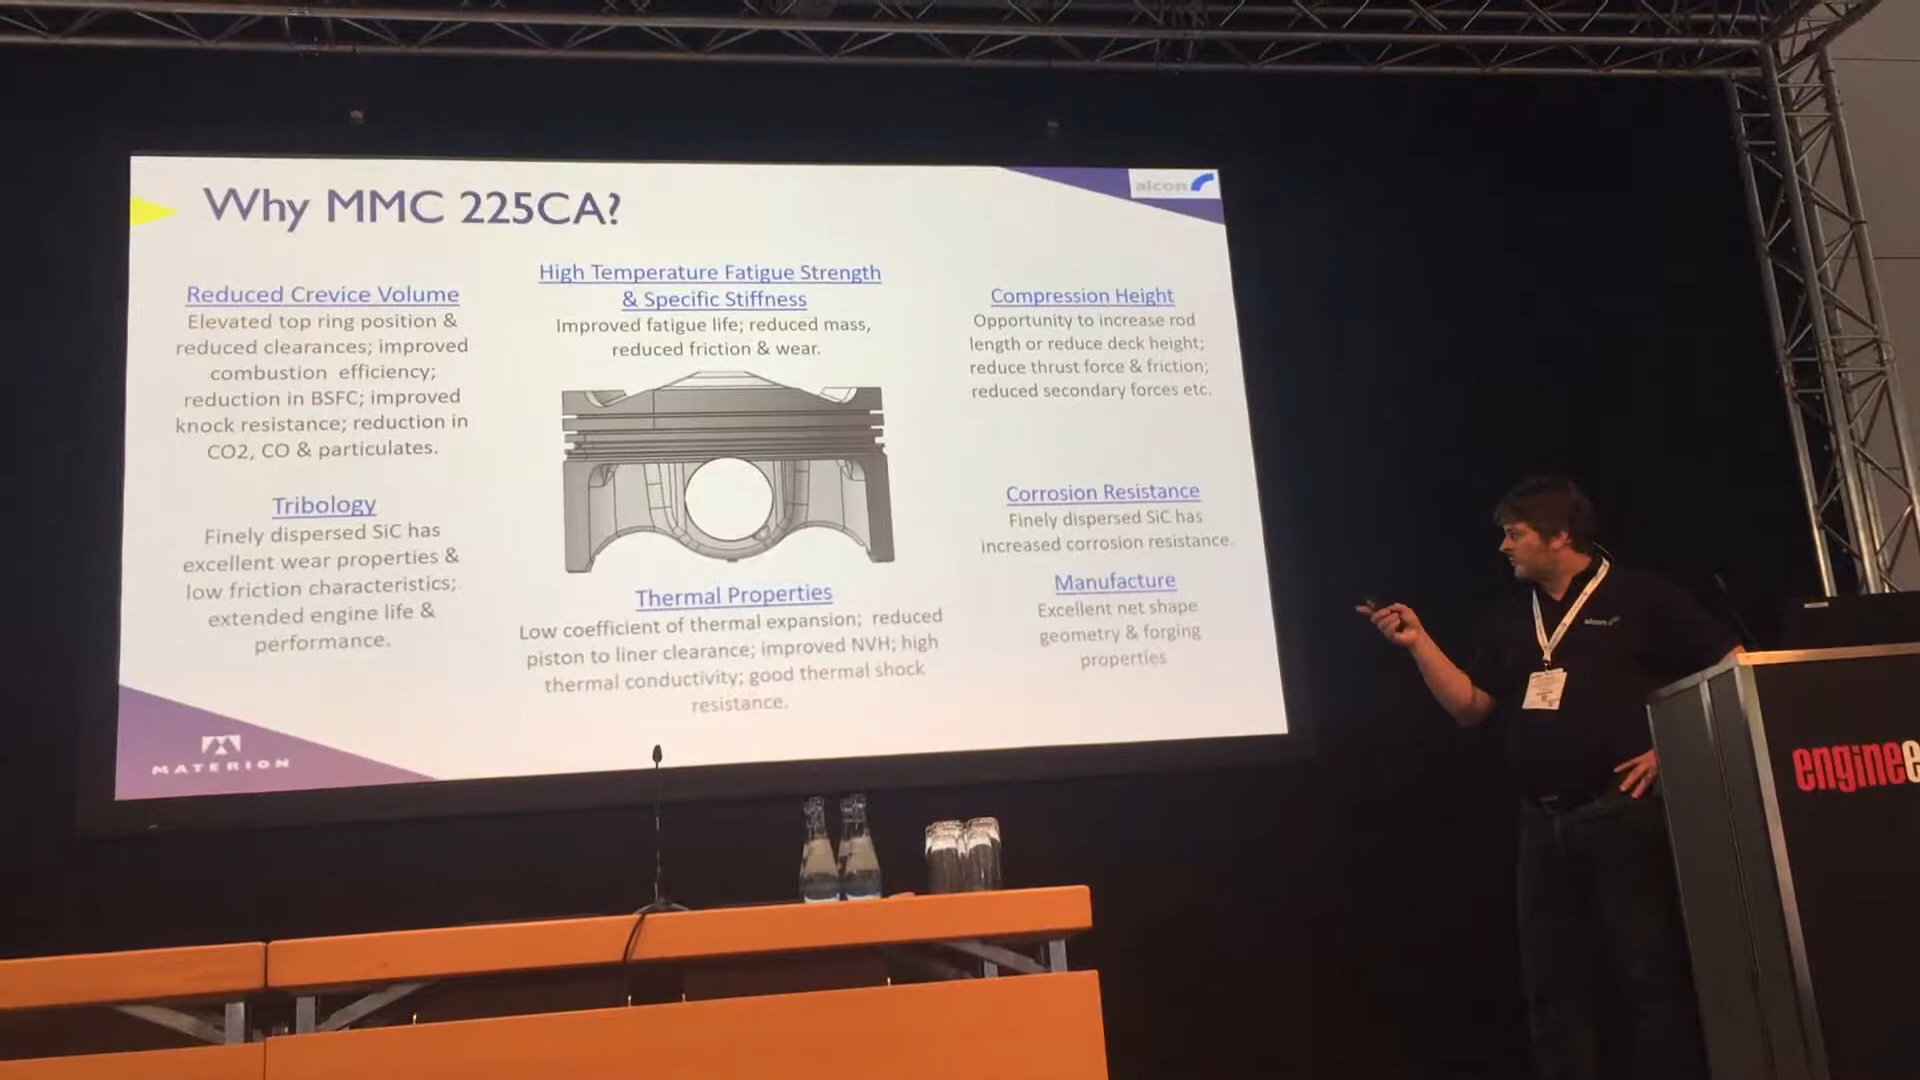 Why MMC 225CA?
alcon
Reduced Crevice Volume
Elevated top ring position &
reduced clearances; improved
combustion efficiency;
reduction in BSFC; improved
knock resistance; reduction in
CO2, CO & particulates.
Tribology
Finely dispersed SiC has
excellent wear properties &
low friction characteristics;
extended engine life &
performance.
High Temperature Fatigue Strength
& Specific Stiffness
Improved fatigue life; reduced mass,
reduced friction & wear.
Thermal Properties
Low coefficient of thermal expansion; reduced
piston to liner clearance; improved NVH; high
thermal conductivity; good thermal shock
resistance.
Compression Height
Opportunity to increase rod
length or reduce deck height;
reduce thrust force & friction;
reduced secondary forces etc.
Corrosion Resistance
Finely dispersed SiC has
increased corrosion resistance.
Manufacture
Excellent net shape
geometry & forging
properties
MATERION
alcon
enginee